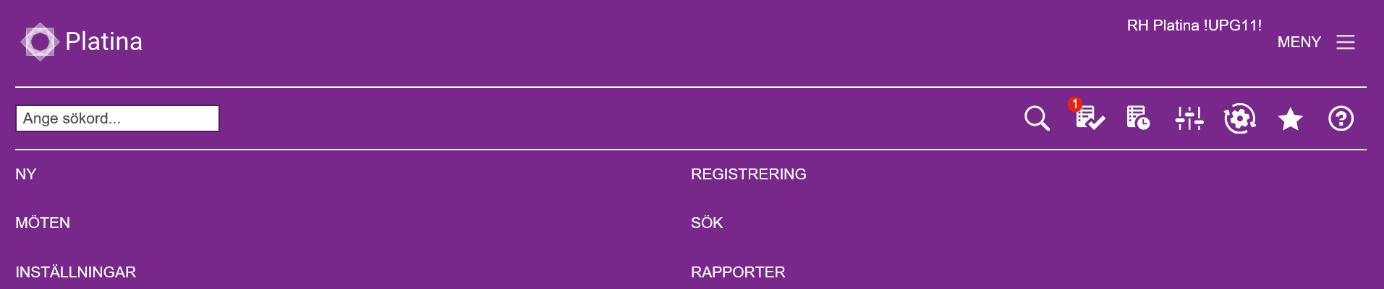 Platina
RH Platina !UPG11!
MENY
Ange sökord...
1
NY
REGISTRERING
MÖTEN
SÖK
INSTÄLLNINGAR
RAPPORTER